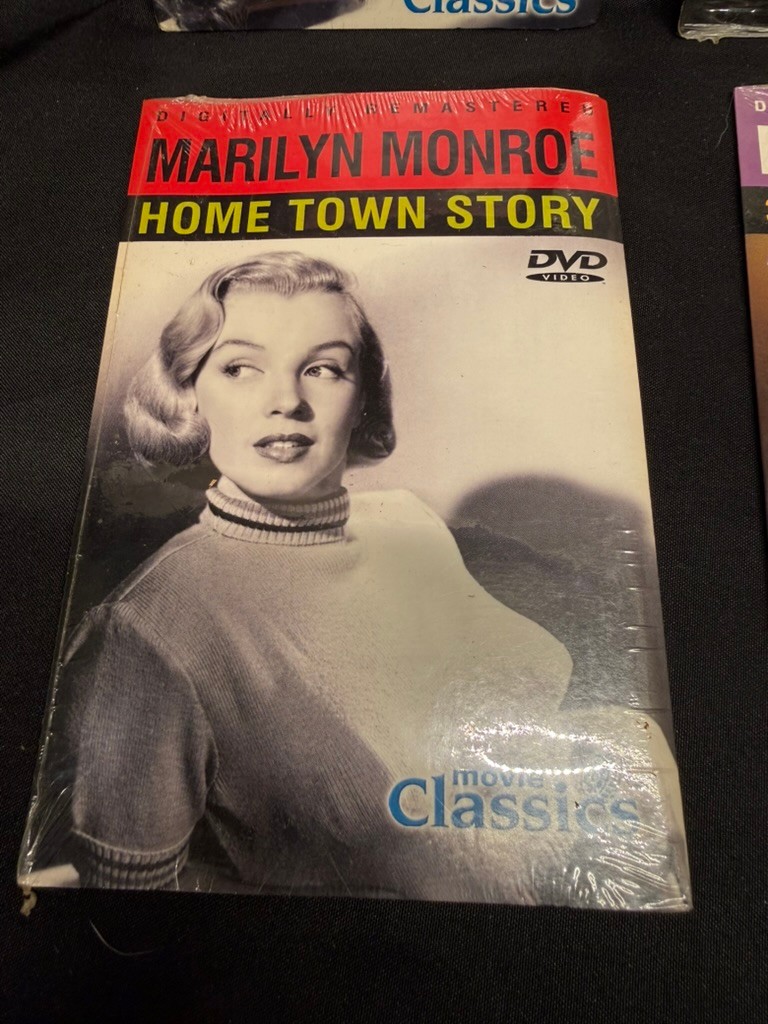 Classics
DIGITALLY REMASTERED
MARILYN MONROE
HOME TOWN STORY
DVD
VIDEO
movie
Classics
D